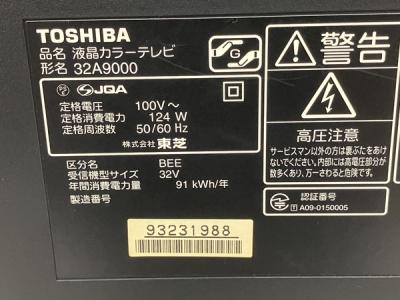 TOSHIBA
品名 液晶カラーテレビ
形名 32A9000
G
JQA
定格電圧 100V～
定格消費電力 124 W
定格周波数 50/60 Hz
株式会社 東芝
区分 BEE
受信機型サイズ 32V
年間消費電力量 91 kWh/年
製造番号
93231988
警告
高圧注意
サービスマン以外の方は裏ぶたをあけ
ないでください。内部には高圧部分が
数多くあり、万一さわると危険です。
認証番号
T A09-0150005